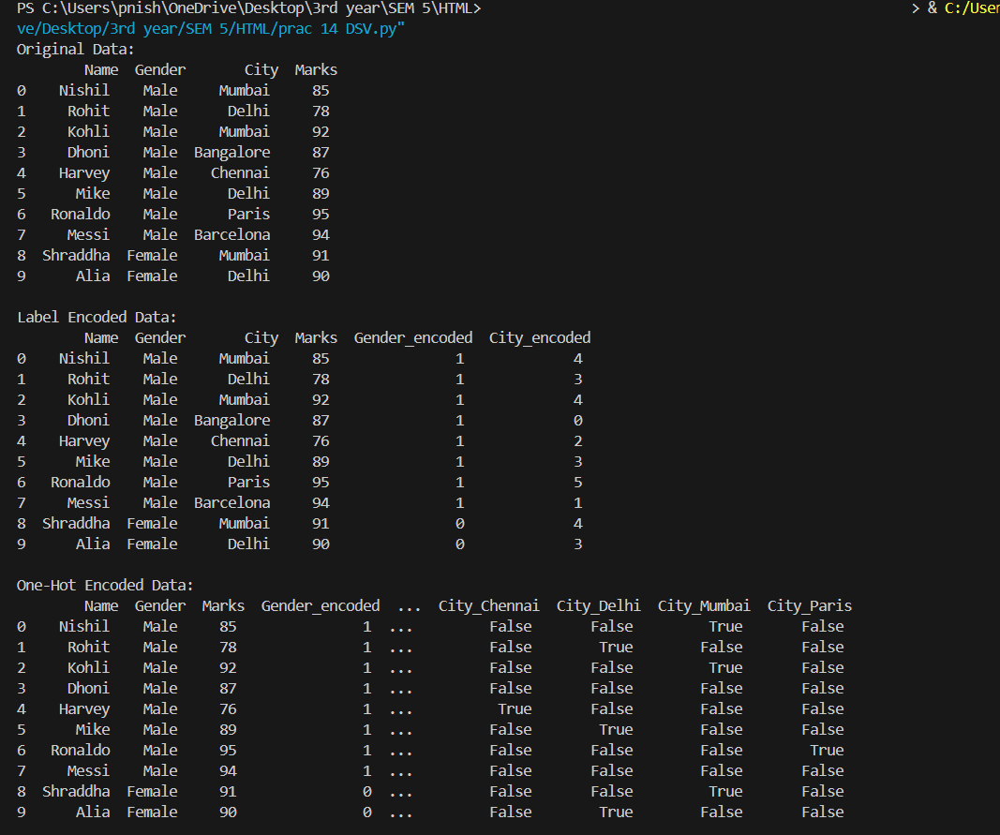 PS C:\Users\pnish\OneDrive\Desktop\3rd year\SEM 5\HTML> > & C:/User
ve/Desktop/3rd year/SEM 5/HTML/prac 14 DSV.py"
Original Data:
Name Gender City Marks
0 Nishil Male Mumbai 85
1 Rohit Male Delhi 78
2 Kohli Male Mumbai 92
3 Dhoni Male Bangalore 87
4 Harvey Male Chennai 76
5 Mike Male Delhi 89
6 Ronaldo Male Paris 95
7 Messi Male Barcelona 94
8 Shraddha Female Mumbai 91
9 Alia Female Delhi 90
Label Encoded Data:
Name Gender City Marks Gender_encoded City_encoded
0 Nishil Male Mumbai 85 1 4
1 Rohit Male Delhi 78 1 3
2 Kohli Male Mumbai 92 1 4
3 Dhoni Male Bangalore 87 1 0
4 Harvey Male Chennai 76 1 2
5 Mike Male Delhi 89 1 3
6 Ronaldo Male Paris 95 1 5
7 Messi Male Barcelona 94 1 1
8 Shraddha Female Mumbai 91 0 4
9 Alia Female Delhi 90 0 3
One-Hot Encoded Data:
Name Gender Marks Gender_encoded ... City_Chennai City_Delhi City_Mumbai City_Paris
0 Nishil Male 85 1 ... False False True False
1 Rohit Male 78 1 ... False True False False
2 Kohli Male 92 1 ... False False True False
3 Dhoni Male 87 1 ... False False False False
4 Harvey Male 76 1 ... True False False False
5 Mike Male 89 1 ... False True False False
6 Ronaldo Male 95 1 ... False False False True
7 Messi Male 94 1 ... False False False False
8 Shraddha Female 91 0 ... False False True False
9 Alia Female 90 0 ... False True False False